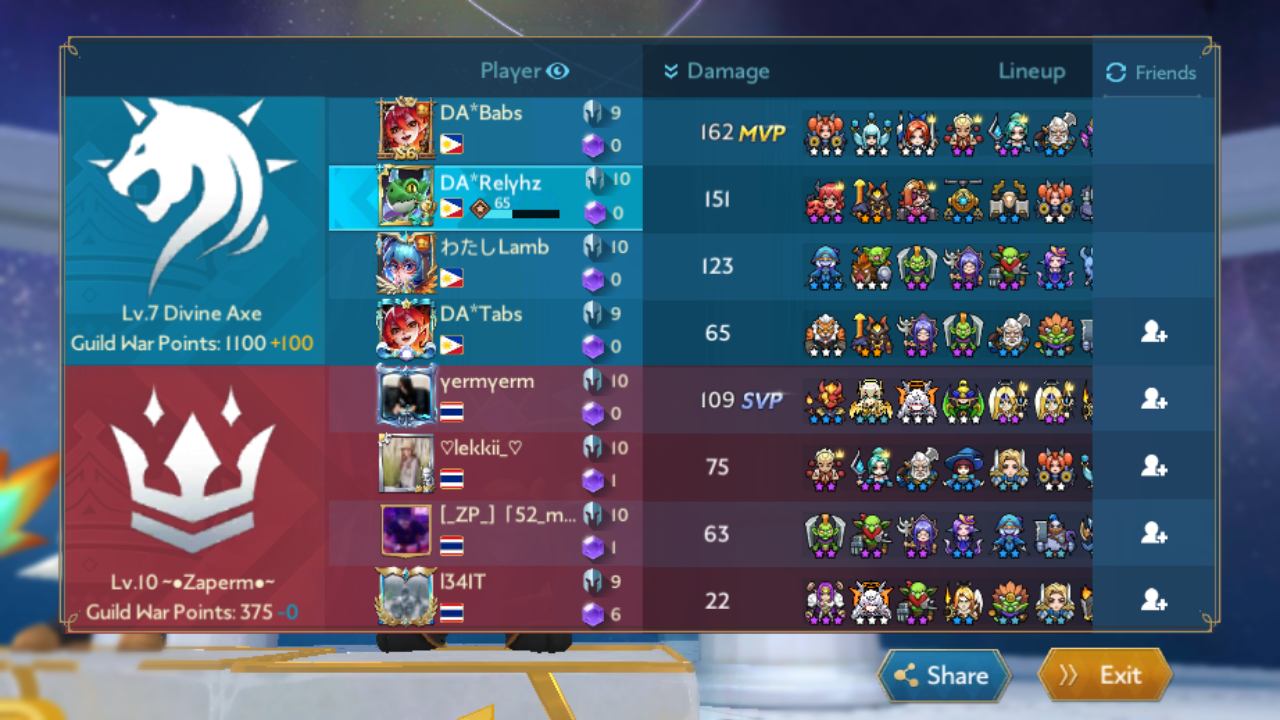 Player
Damage
Lineup
Friends
DA*Babs
9
0
S6
162 MVP
DA*Relyhz
65
10
0
151
わたしLamb
10
0
123
DA*Tabs
9
0
65
Lv.7 Divine Axe
Guild War Points: 1100 +100
yermyerm
10
0
109 SVP
♡lekkii_♡
10
1
75
[_ZP_]「52_m...
10
1
63
134IT
9
6
22
Lv.10 ~●Zaperm●~
Guild War Points: 375 -0
Share
Exit